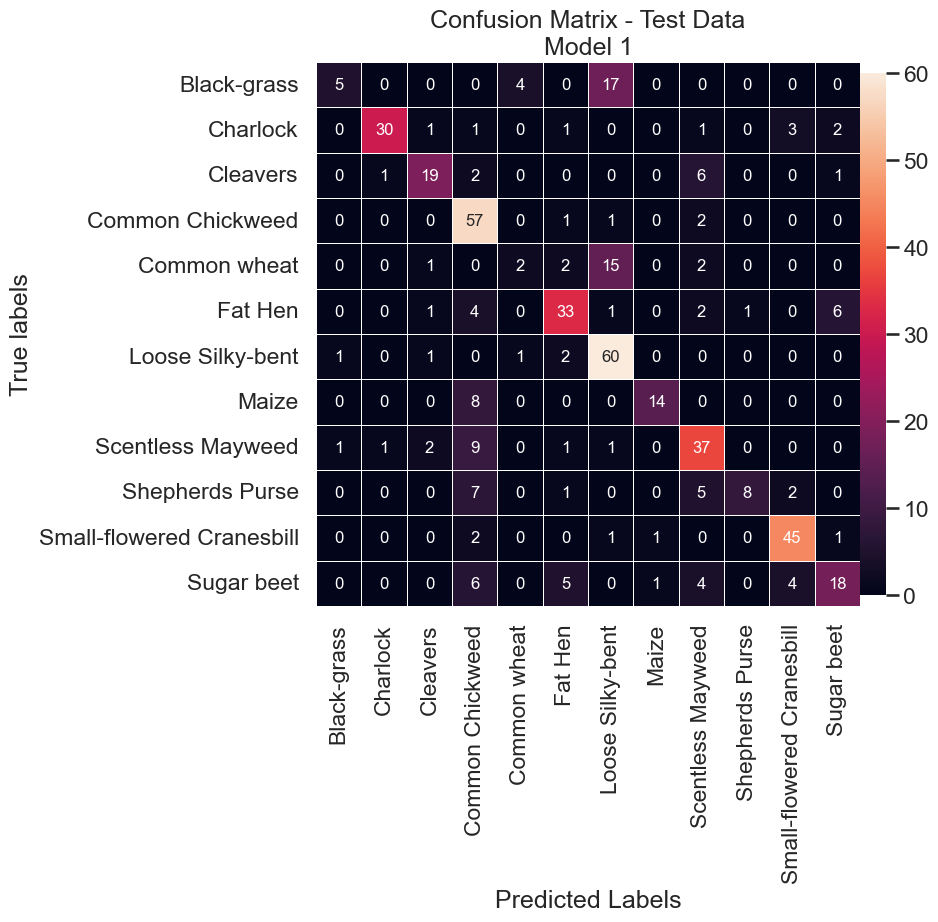 Confusion Matrix - Test Data
Model 1
True labels
Black-grass 5 0 0 0 4 0 17 0 0 0 0 0
Charlock 0 30 1 1 0 1 0 0 1 0 3 2
Cleavers 0 1 19 2 0 0 0 0 6 0 0 1
Common Chickweed 0 0 0 57 0 1 1 0 2 0 0 0
Common wheat 0 0 1 0 2 2 15 0 2 0 0 0
Fat Hen 0 0 1 4 0 33 1 0 2 1 0 6
Loose Silky-bent 1 0 1 0 1 2 60 0 0 0 0 0
Maize 0 0 0 8 0 0 0 14 0 0 0 0
Scentless Mayweed 1 1 2 9 0 1 1 0 37 0 0 0
Shepherds Purse 0 0 0 7 0 1 0 0 5 8 2 0
Small-flowered Cranesbill 0 0 0 2 0 0 1 1 0 0 45 1
Sugar beet 0 0 0 6 0 5 0 1 4 0 4 18
60
50
40
30
20
10
0
Black-grass
Charlock
Cleavers
Common Chickweed
Common wheat
Fat Hen
Loose Silky-bent
Maize
Scentless Mayweed
Shepherds Purse
Small-flowered Cranesbill
Sugar beet
Predicted Labels